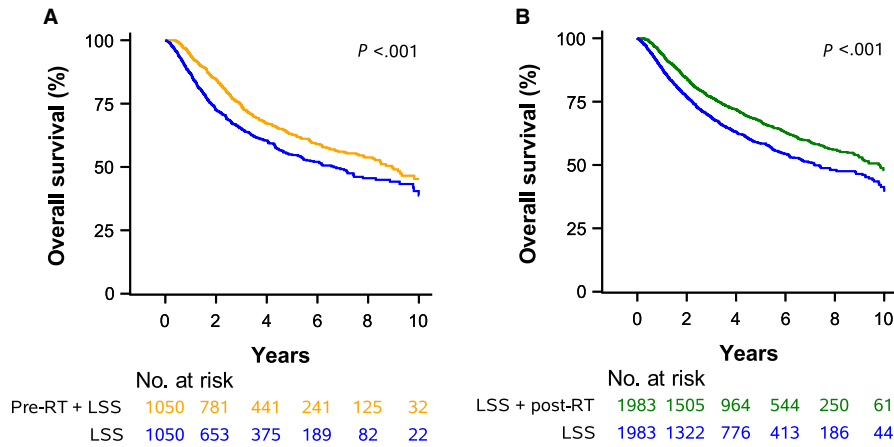 A
Overall survival (%)
100
75
50
25
0
P <.001
0 2 4 6 8 10
Years
No. at risk
Pre-RT + LSS 1050 781 441 241 125 32
LSS 1050 653 375 189 82 22
B
Overall survival (%)
100
75
50
25
0
P <.001
0 2 4 6 8 10
Years
No. at risk
LSS + post-RT 1983 1505 964 544 250 61
LSS 1983 1322 776 413 186 44